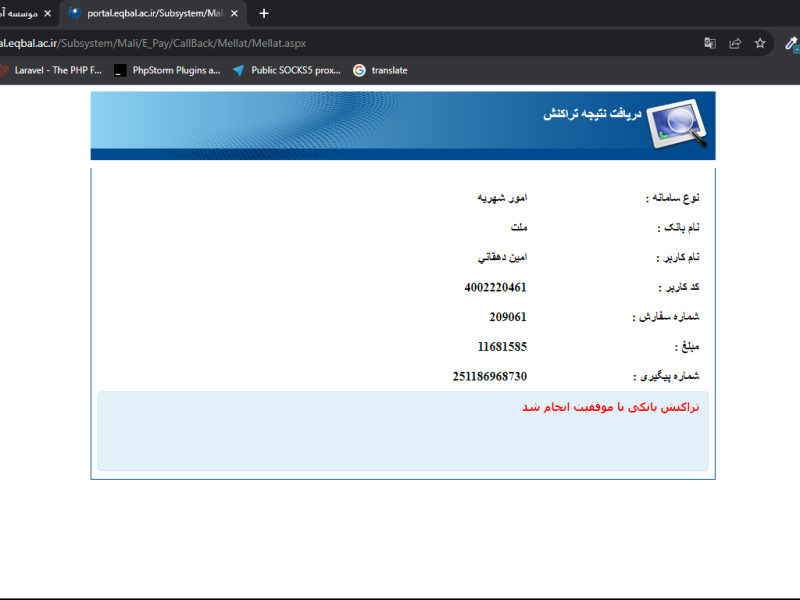 موسسه آ
portal.eqbal.ac.ir/Subsystem/Mal
al.eqbal.ac.ir/Subsystem/Mali/E_Pay/CallBack/Mellat/Mellat.aspx
Laravel - The PHP F... PhpStorm Plugins a... Public SOCKS5 prox... translate
دریافت نتیجه تراکنش
نوع سامانه : امور شهریه
نام بانک : ملت
نام کاربر : امین دهقاني
کد کاربر : 4002220461
شماره سفارش : 209061
مبلغ : 11681585
شماره پیگیری : 251186968730
تراکنش بانکی با موفقیت انجام شد